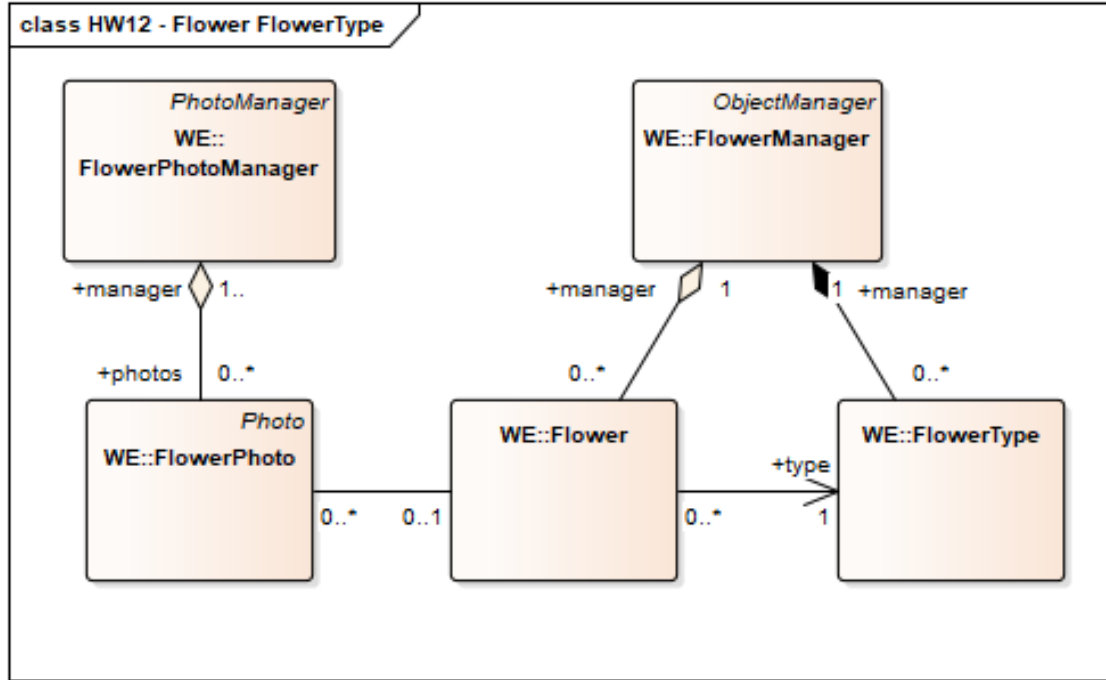 class HW12 - Flower FlowerType
PhotoManager
WE::
FlowerPhotoManager
ObjectManager
WE::FlowerManager
+manager 1..
+manager 1
1 +manager
+photos 0..*
0..*
0..*
Photo
WE::FlowerPhoto
WE::Flower
WE::FlowerType
+type
0..* 0..1
0..* 1